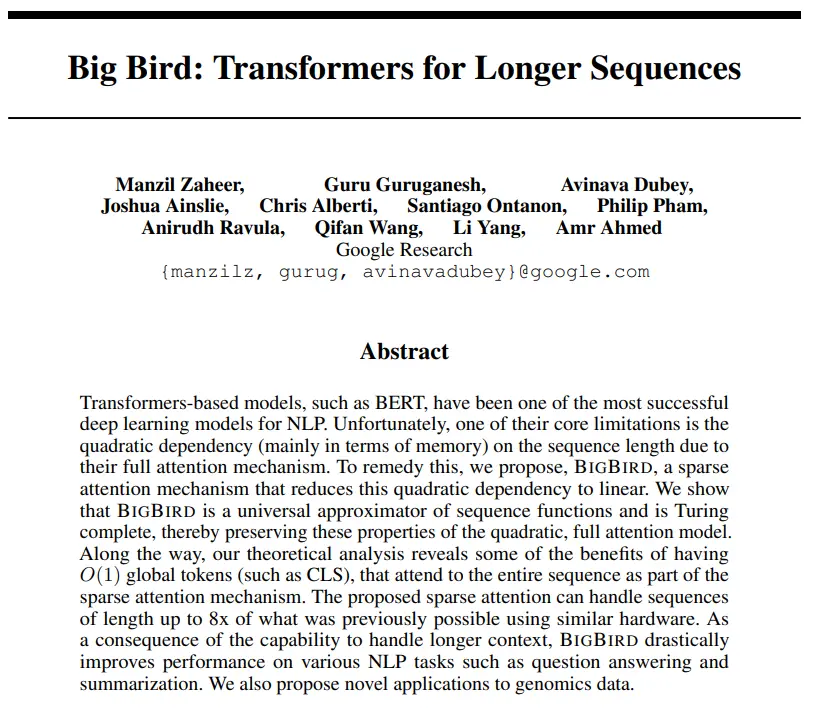 Big Bird: Transformers for Longer Sequences
Manzil Zaheer, Guru Guruganesh, Avinava Dubey,
Joshua Ainslie, Chris Alberti, Santiago Ontanon, Philip Pham,
Anirudh Ravula, Qifan Wang, Li Yang, Amr Ahmed
Google Research
{manzilz, gurug, avinavadubey}@google.com
Abstract
Transformers-based models, such as BERT, have been one of the most successful
deep learning models for NLP. Unfortunately, one of their core limitations is the
quadratic dependency (mainly in terms of memory) on the sequence length due to
their full attention mechanism. To remedy this, we propose, BIGBIRD, a sparse
attention mechanism that reduces this quadratic dependency to linear. We show
that BIGBIRD is a universal approximator of sequence functions and is Turing
complete, thereby preserving these properties of the quadratic, full attention model.
Along the way, our theoretical analysis reveals some of the benefits of having
O(1) global tokens (such as CLS), that attend to the entire sequence as part of the
sparse attention mechanism. The proposed sparse attention can handle sequences
of length up to 8x of what was previously possible using similar hardware. As
a consequence of the capability to handle longer context, BIGBIRD drastically
improves performance on various NLP tasks such as question answering and
summarization. We also propose novel applications to genomics data.